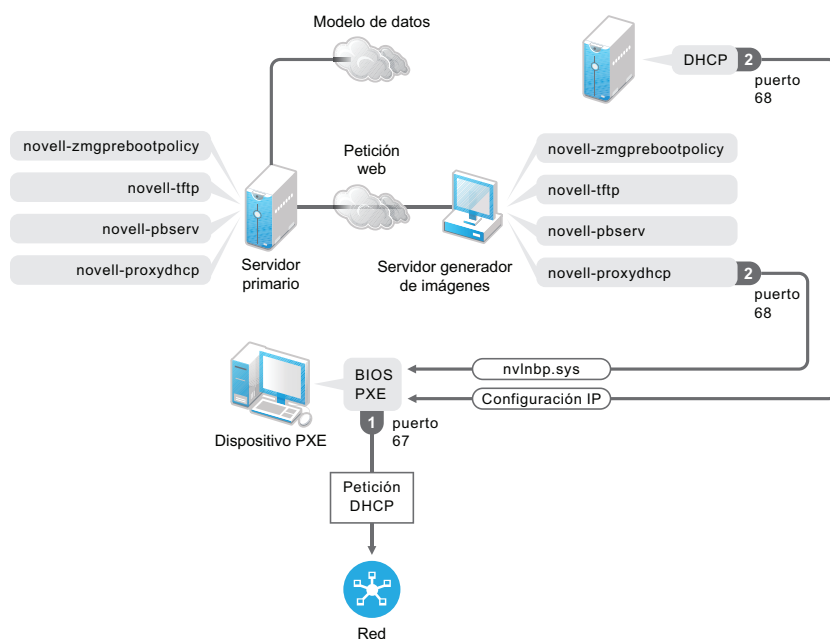 Modelo de datos
DHCP
2
puerto
68
novell-zmgprebootpolicy
novell-tftp
novell-pbserv
novell-proxydhcp
Servidor
primario
Petición
web
Servidor generador
de imágenes
novell-zmgprebootpolicy
novell-tftp
novell-pbserv
novell-proxydhcp
2
puerto
68
nvlnbp.sys
Configuración IP
BIOS
PXE
1
puerto
67
Dispositivo PXE
Petición
DHCP
Red